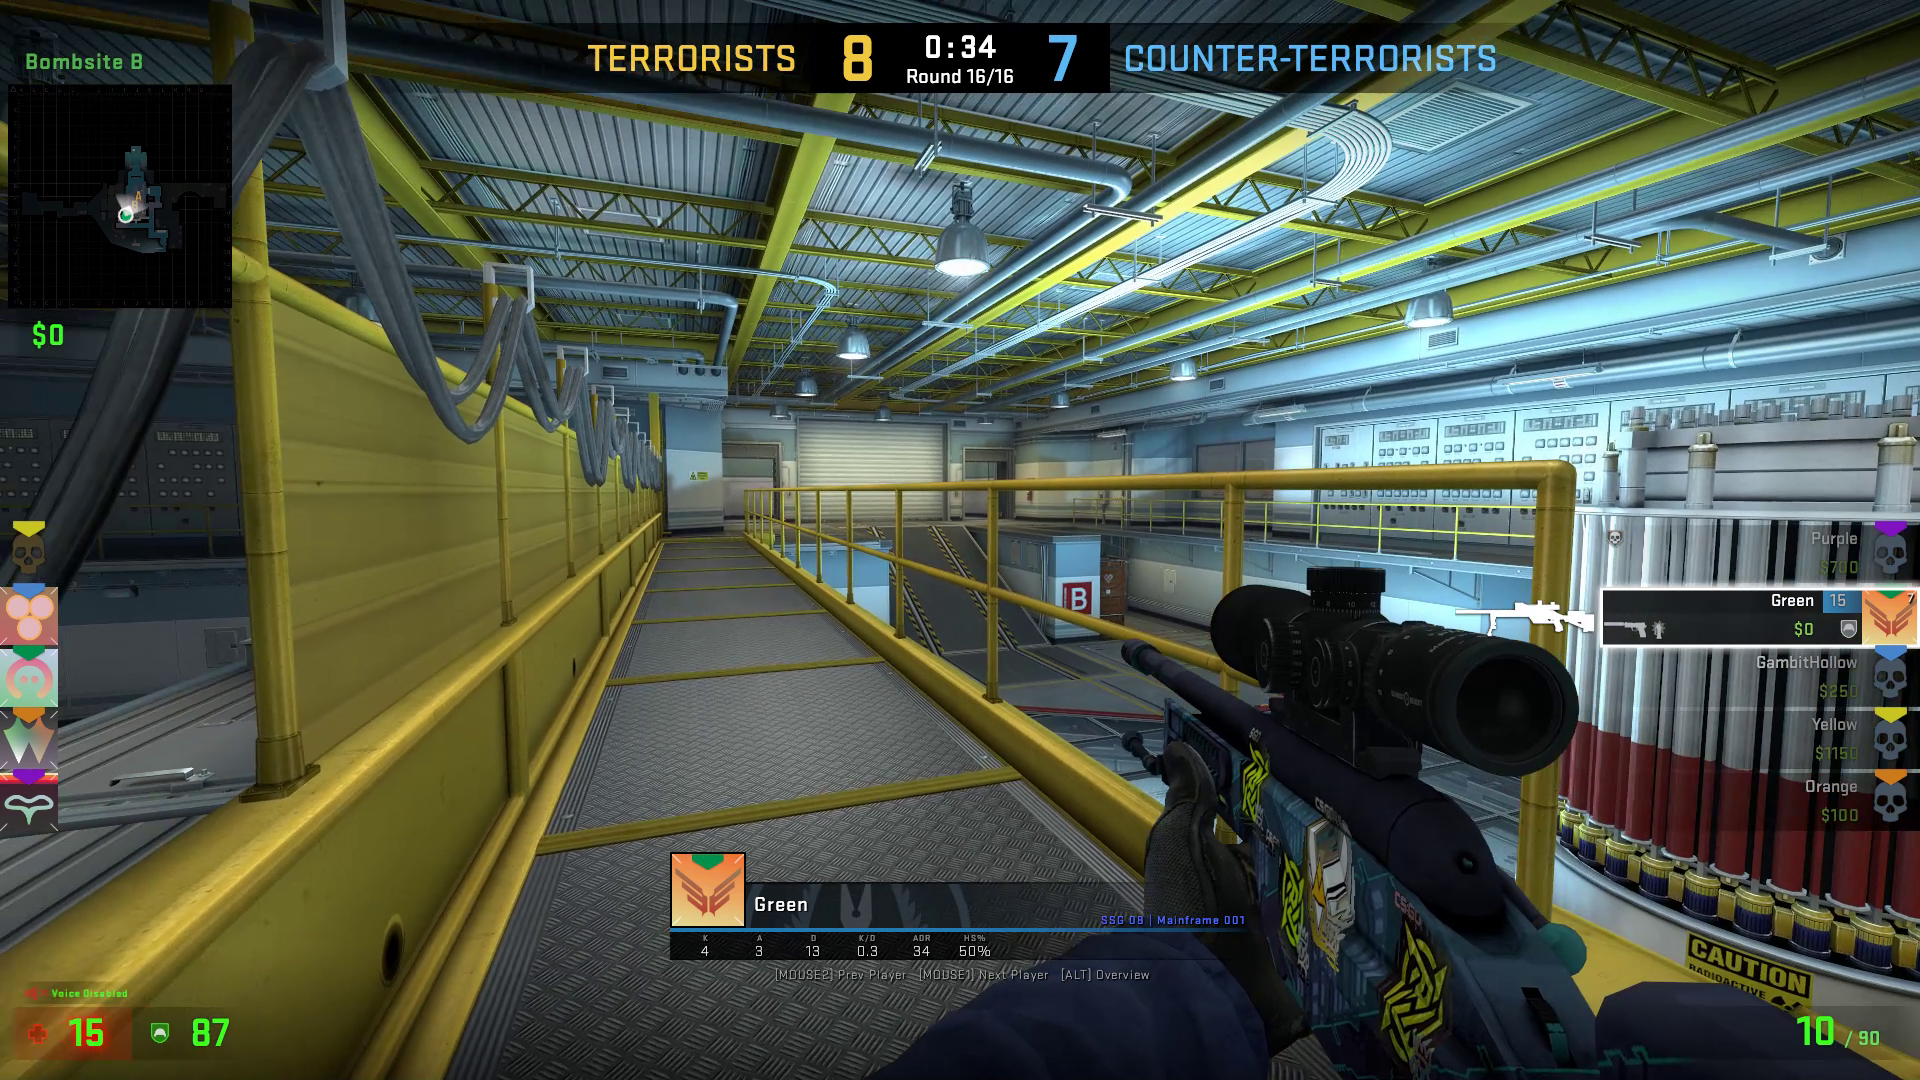 Bombsite B
TERRORISTS 8 0:34 7 COUNTER-TERRORISTS
Round 16/16
$0
B
Purple
$700
Green 15 7
$0
GambitHollow
$250
Yellow
$1150
Orange
$100
Green
SSG 08 | Mainframe 001
K A D K/D ADR HS%
4 3 13 0.3 34 50%
[MOUSE2] Prev Player [MOUSE1] Next Player [ALT] Overview
CAUTION
RADIOACTIVE
CSGO
Voice Disabled
15 87
10 / 90